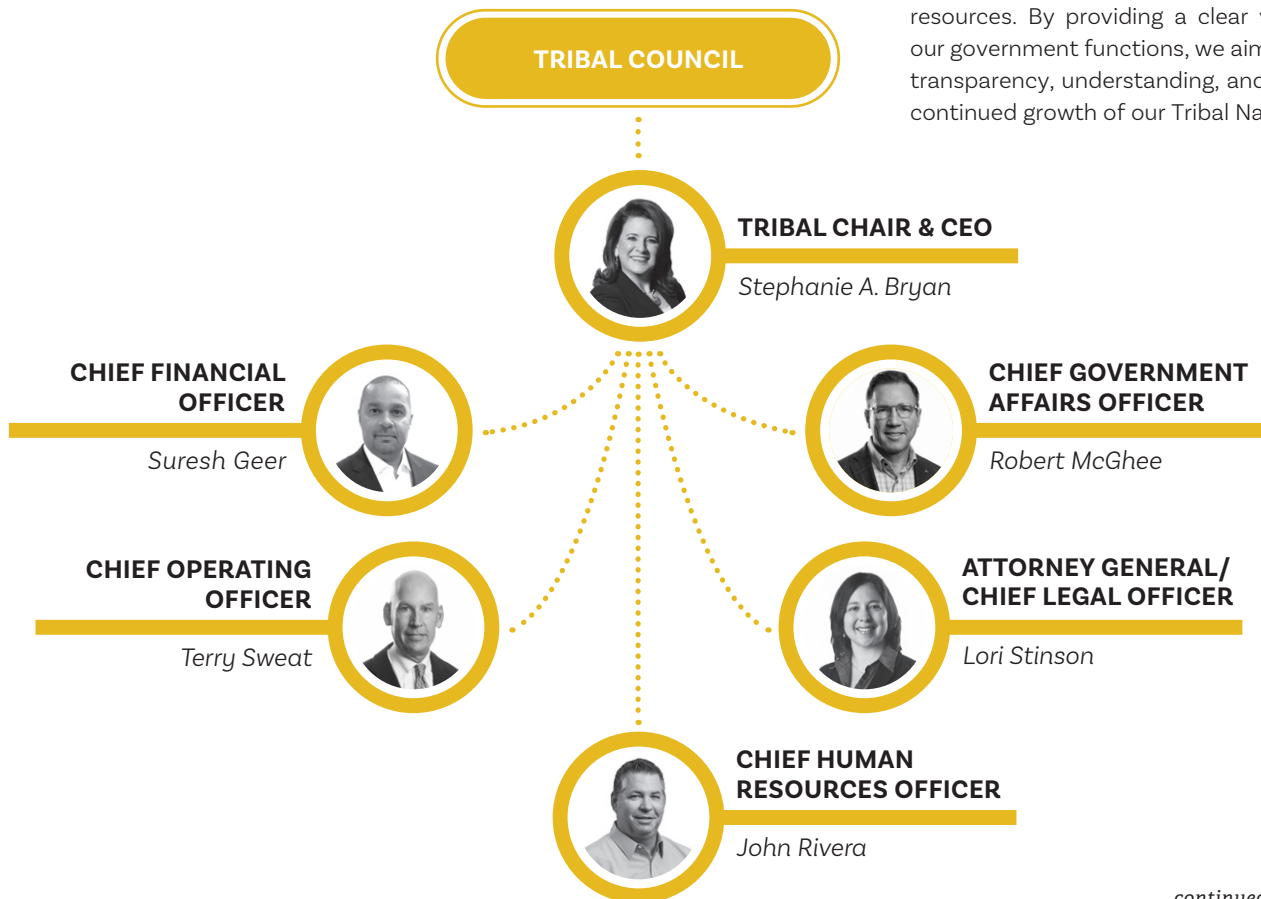 resources. By providing a clear
our government functions, we aim
transparency, understanding, and
continued growth of our Tribal
TRIBAL COUNCIL
TRIBAL CHAIR & CEO
Stephanie A. Bryan
CHIEF FINANCIAL
OFFICER
Suresh Geer
CHIEF GOVERNMENT
AFFAIRS OFFICER
Robert McGhee
CHIEF OPERATING
OFFICER
Terry Sweat
ATTORNEY GENERAL/
CHIEF LEGAL OFFICER
Lori Stinson
CHIEF HUMAN
RESOURCES OFFICER
John Rivera
continued